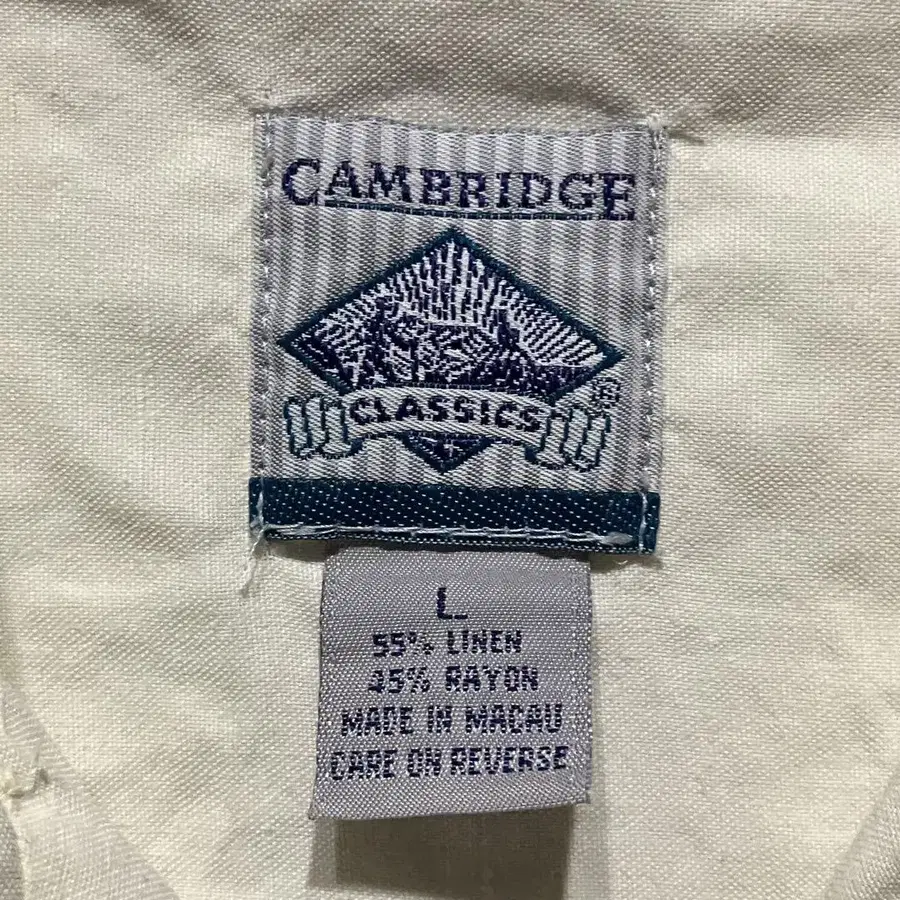 CAMBRIDGE
CLASSICS®
L
55% LINEN
45% RAYON
MADE IN MACAU
CARE ON REVERSE